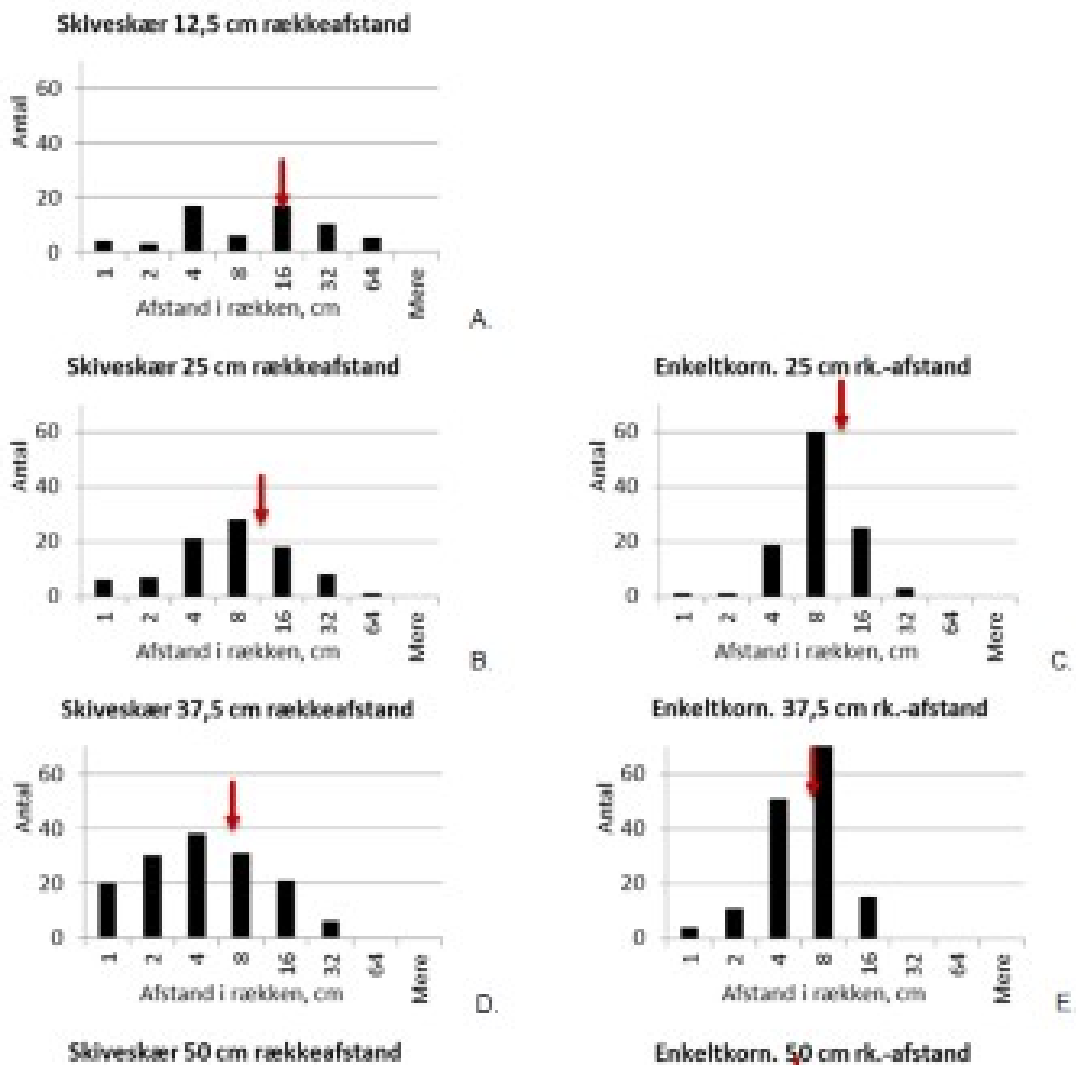 Skiveskær 12,5 cm rækkeafstand
Antal
60
40
20
0
1 2 4 8 16 32 64 Mere
Afstand i rækken, cm
A.
Skiveskær 25 cm rækkeafstand
Antal
60
40
20
0
1 2 4 8 16 32 64 Mere
Afstand i rækken, cm
B.
Enkeltkorn. 25 cm rk.-afstand
Antal
60
40
20
0
1 2 4 8 16 32 64 Mere
Afstand i rækken, cm
C.
Skiveskær 37,5 cm rækkeafstand
Antal
60
40
20
0
1 2 4 8 16 32 64 Mere
Afstand i rækken, cm
D.
Enkeltkorn. 37,5 cm rk.-afstand
Antal
60
40
20
0
1 2 4 8 16 32 64 Mere
Afstand i rækken, cm
E.
Skiveskær 50 cm rækkeafstand
Enkeltkorn. 50 cm rk.-afstand